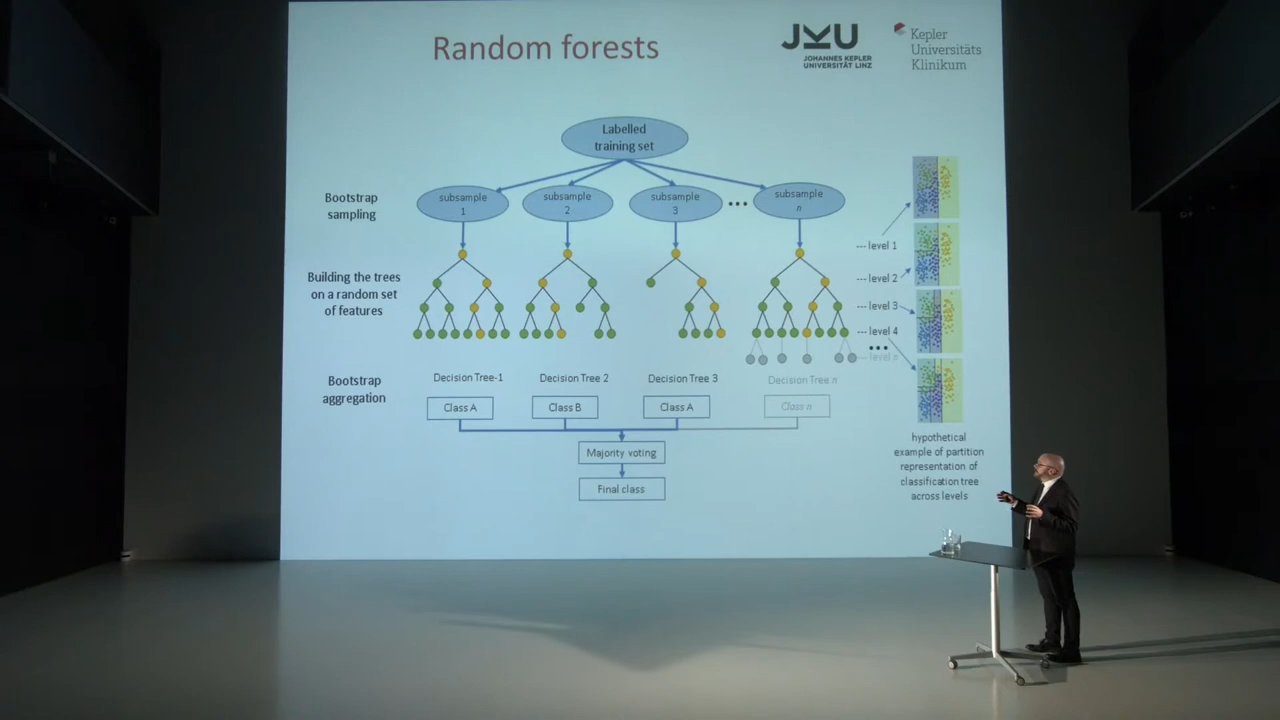 Random forests
JKU
JOHANNES KEPLER
UNIVERSITÄT LINZ
Kepler
Universitäts
Klinikum
Labelled
training set
Bootstrap
sampling
subsample
1
subsample
2
subsample
3
•••
subsample
n
Building the trees
on a random set
of features
--- level 1
--- level 2
--- level 3
--- level 4
•••
--- level n
Bootstrap
aggregation
Decision Tree-1
Decision Tree 2
Decision Tree 3
Decision Tree n
Class A
Class B
Class A
Class n
Majority voting
Final class
hypothetical
example of partition
representation of
classification tree
across levels